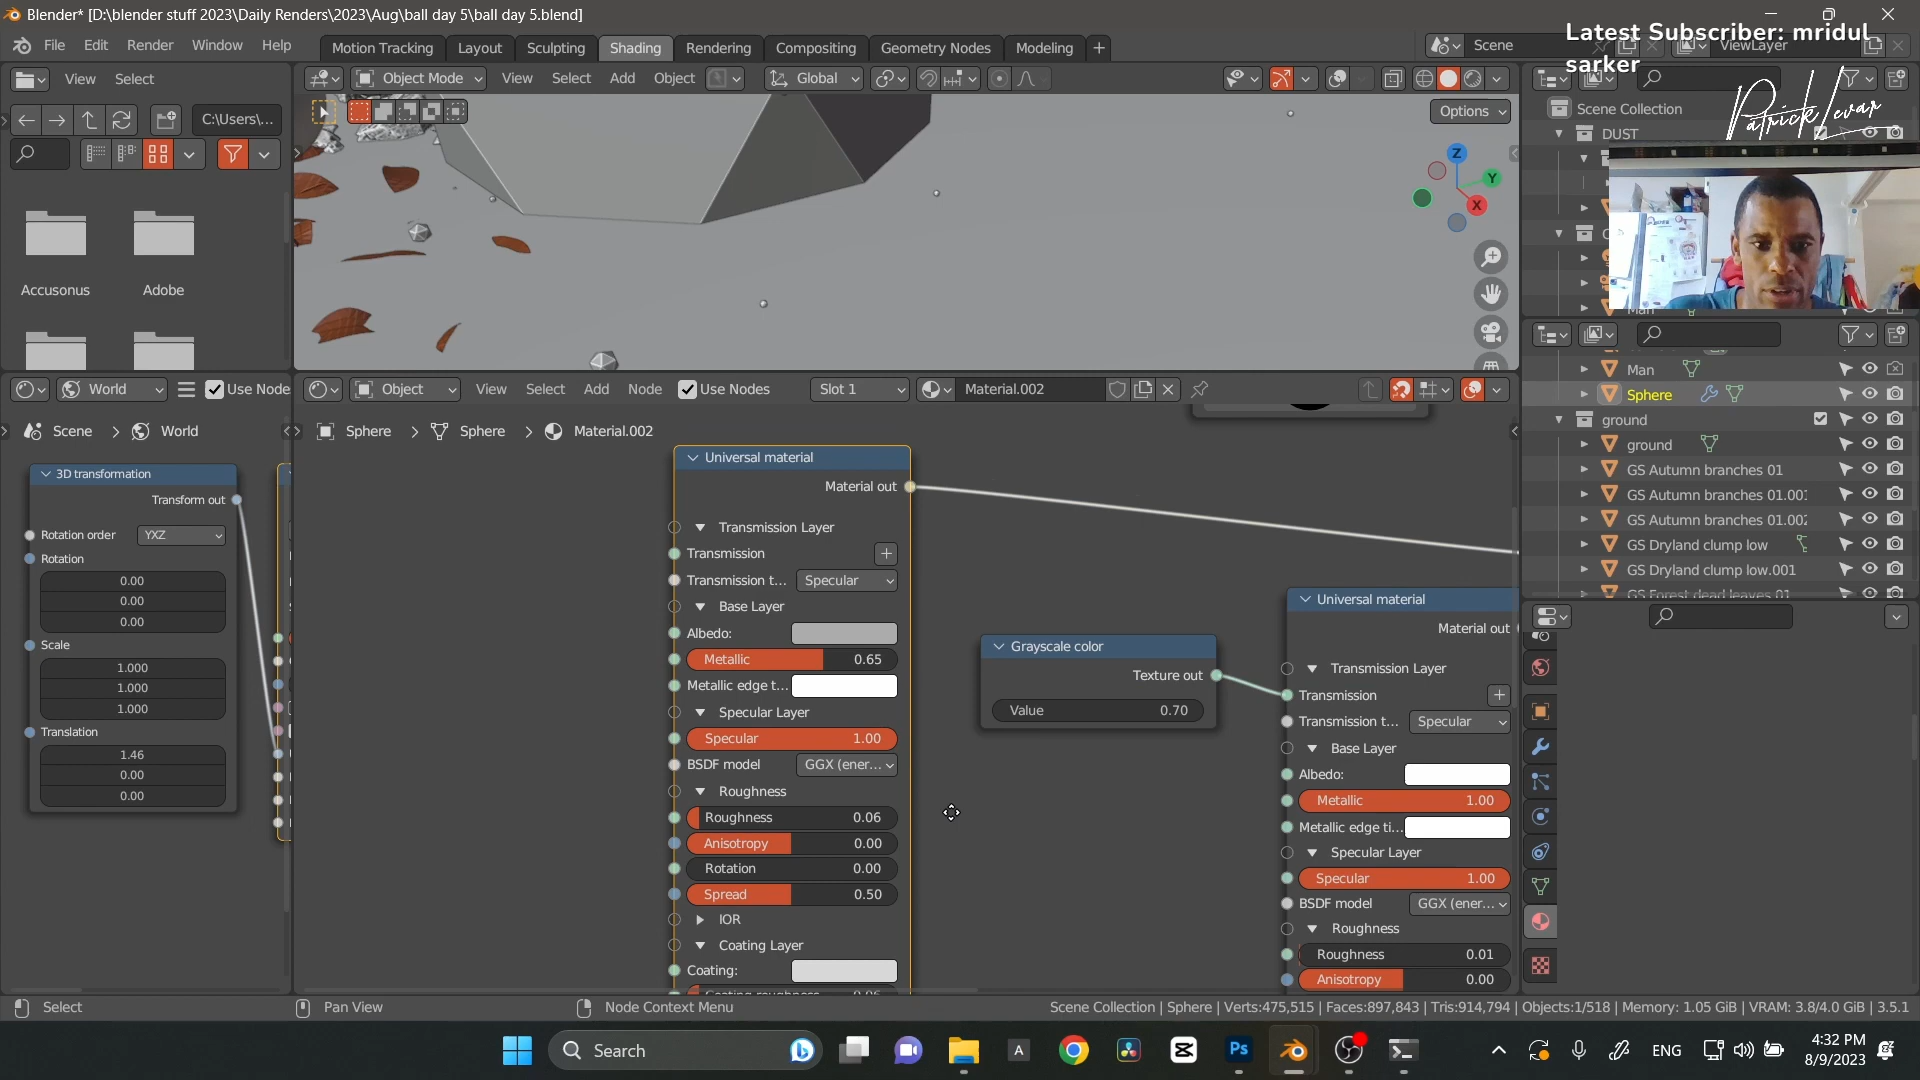 Blender* [D:\blender stuff 2023\Daily Renders\2023\Aug\ball day 5\ball day 5.blend]
Latest Subscriber: mridul
sarker
File Edit Render Window Help
Motion Tracking Layout Sculpting Shading Rendering Compositing Geometry Nodes Modeling +
Scene
ViewLayer
View Select
Object Mode View Select Add Object Global
C:\Users\...
Options
Scene Collection
DUST
Patrick Levar
Z
Y
X
Accusonus Adobe
Man
Sphere
ground
ground
GS Autumn branches 01
GS Autumn branches 01.001
GS Autumn branches 01.002
GS Dryland clump low
GS Dryland clump low.001
GS Forest dead leaves 01
World Use Node
Object View Select Add Node Use Nodes Slot 1 Material.002
Scene > World
Sphere > Sphere > Material.002
3D transformation
Transform out
Rotation order YXZ
Rotation
0.00
0.00
0.00
Scale
1.000
1.000
1.000
Translation
1.46
0.00
0.00
Universal material
Material out
Transmission Layer
Transmission +
Transmission t... Specular
Base Layer
Albedo:
Metallic 0.65
Metallic edge t...
Specular Layer
Specular 1.00
BSDF model GGX (ener...
Roughness
Roughness 0.06
Anisotropy 0.00
Rotation 0.00
Spread 0.50
IOR
Coating Layer
Coating:
Coating roughness 0.06
Grayscale color
Texture out
Value 0.70
Universal material
Material out
Transmission Layer
Transmission +
Transmission t... Specular
Base Layer
Albedo:
Metallic 1.00
Metallic edge ti...
Specular Layer
Specular 1.00
BSDF model GGX (ener...
Roughness
Roughness 0.01
Anisotropy 0.00
Select Pan View Node Context Menu
Scene Collection | Sphere | Verts:475,515 | Faces:897,843 | Tris:914,794 | Objects:1/518 | Memory: 1.05 GiB | VRAM: 3.8/4.0 GiB | 3.5.1
Search
A
Ps
ENG
4:32 PM
8/9/2023